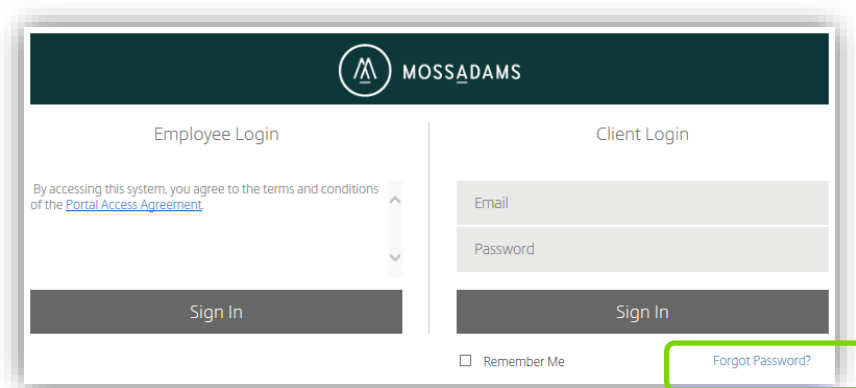 MOSSADAMS
Employee Login
By accessing this system, you agree to the terms and conditions
of the Portal Access Agreement.
Sign In
Client Login
Email
Password
Sign In
Remember Me
Forgot Password?